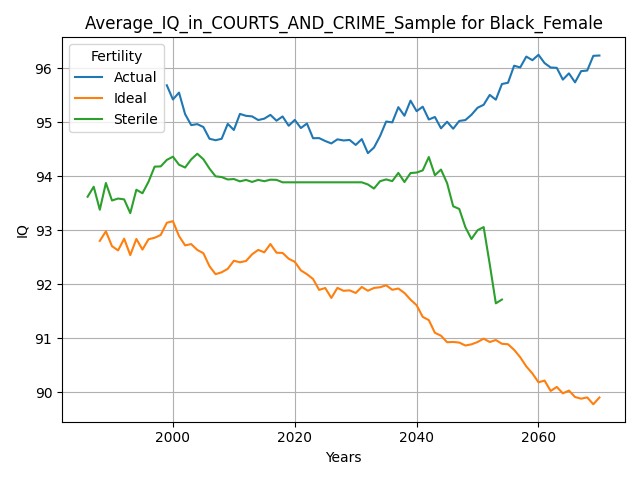 Average_IQ_in_COURTS_AND_CRIME_Sample for Black_Female
Fertility
Actual
Ideal
Sterile
IQ
96
95
94
93
92
91
90
2000 2020 2040 2060
Years